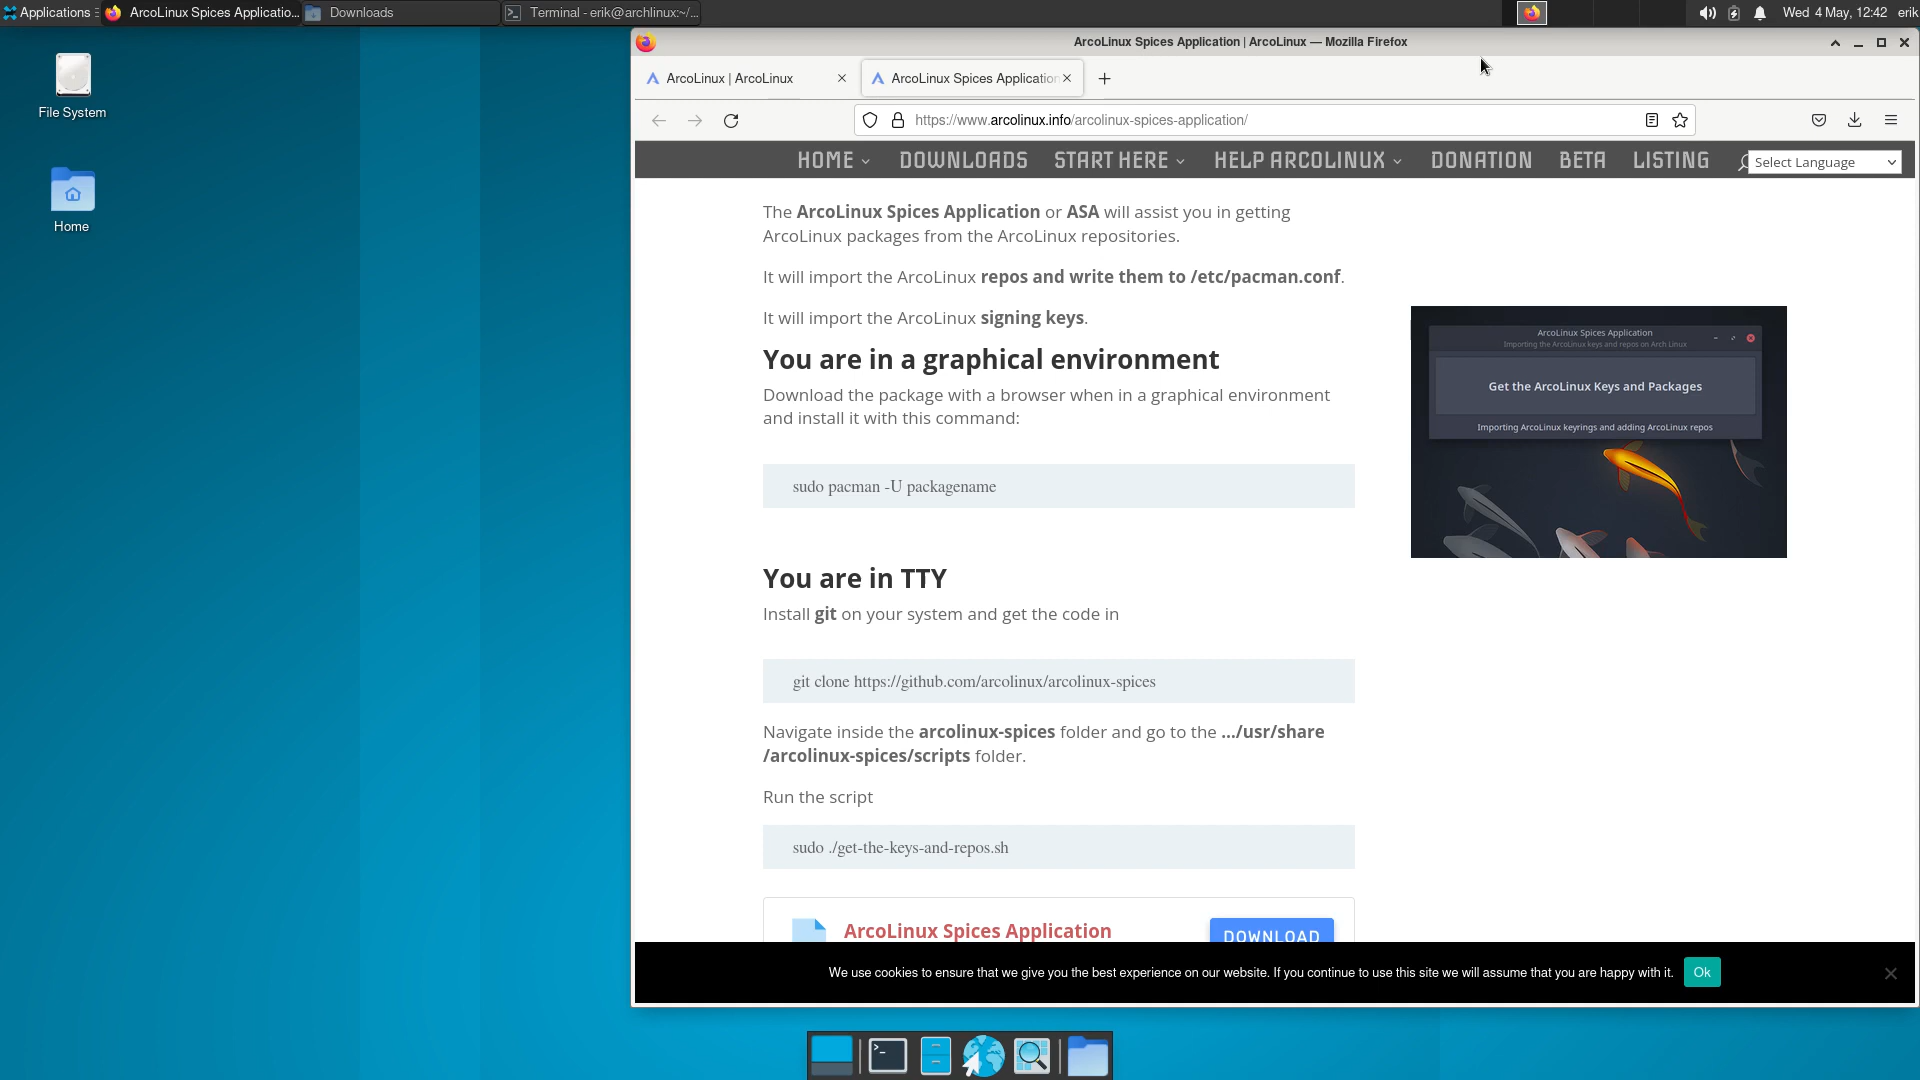 Applications
ArcoLinux Spices Applicatio...
Downloads
Terminal - erik@archlinux:~/...
Wed 4 May, 12:42
erik
File System
Home
ArcoLinux Spices Application | ArcoLinux — Mozilla Firefox
ArcoLinux | ArcoLinux
ArcoLinux Spices Application
https://www.arcolinux.info/arcolinux-spices-application/
HOME
DOWNLOADS
START HERE
HELP ARCOLINUX
DONATION
BETA
LISTING
Select Language
The ArcoLinux Spices Application or ASA will assist you in getting
ArcoLinux packages from the ArcoLinux repositories.
It will import the ArcoLinux repos and write them to /etc/pacman.conf.
It will import the ArcoLinux signing keys.
You are in a graphical environment
Download the package with a browser when in a graphical environment
and install it with this command:
sudo pacman -U packagename
You are in TTY
Install git on your system and get the code in
git clone https://github.com/arcolinux/arcolinux-spices
Navigate inside the arcolinux-spices folder and go to the .../usr/share
/arcolinux-spices/scripts folder.
Run the script
sudo ./get-the-keys-and-repos.sh
ArcoLinux Spices Application
DOWNLOAD
ArcoLinux Spices Application
Importing the ArcoLinux keys and repos on Arch Linux
Get the ArcoLinux Keys and Packages
Importing ArcoLinux keyrings and adding ArcoLinux repos
We use cookies to ensure that we give you the best experience on our website. If you continue to use this site we will assume that you are happy with it.
Ok